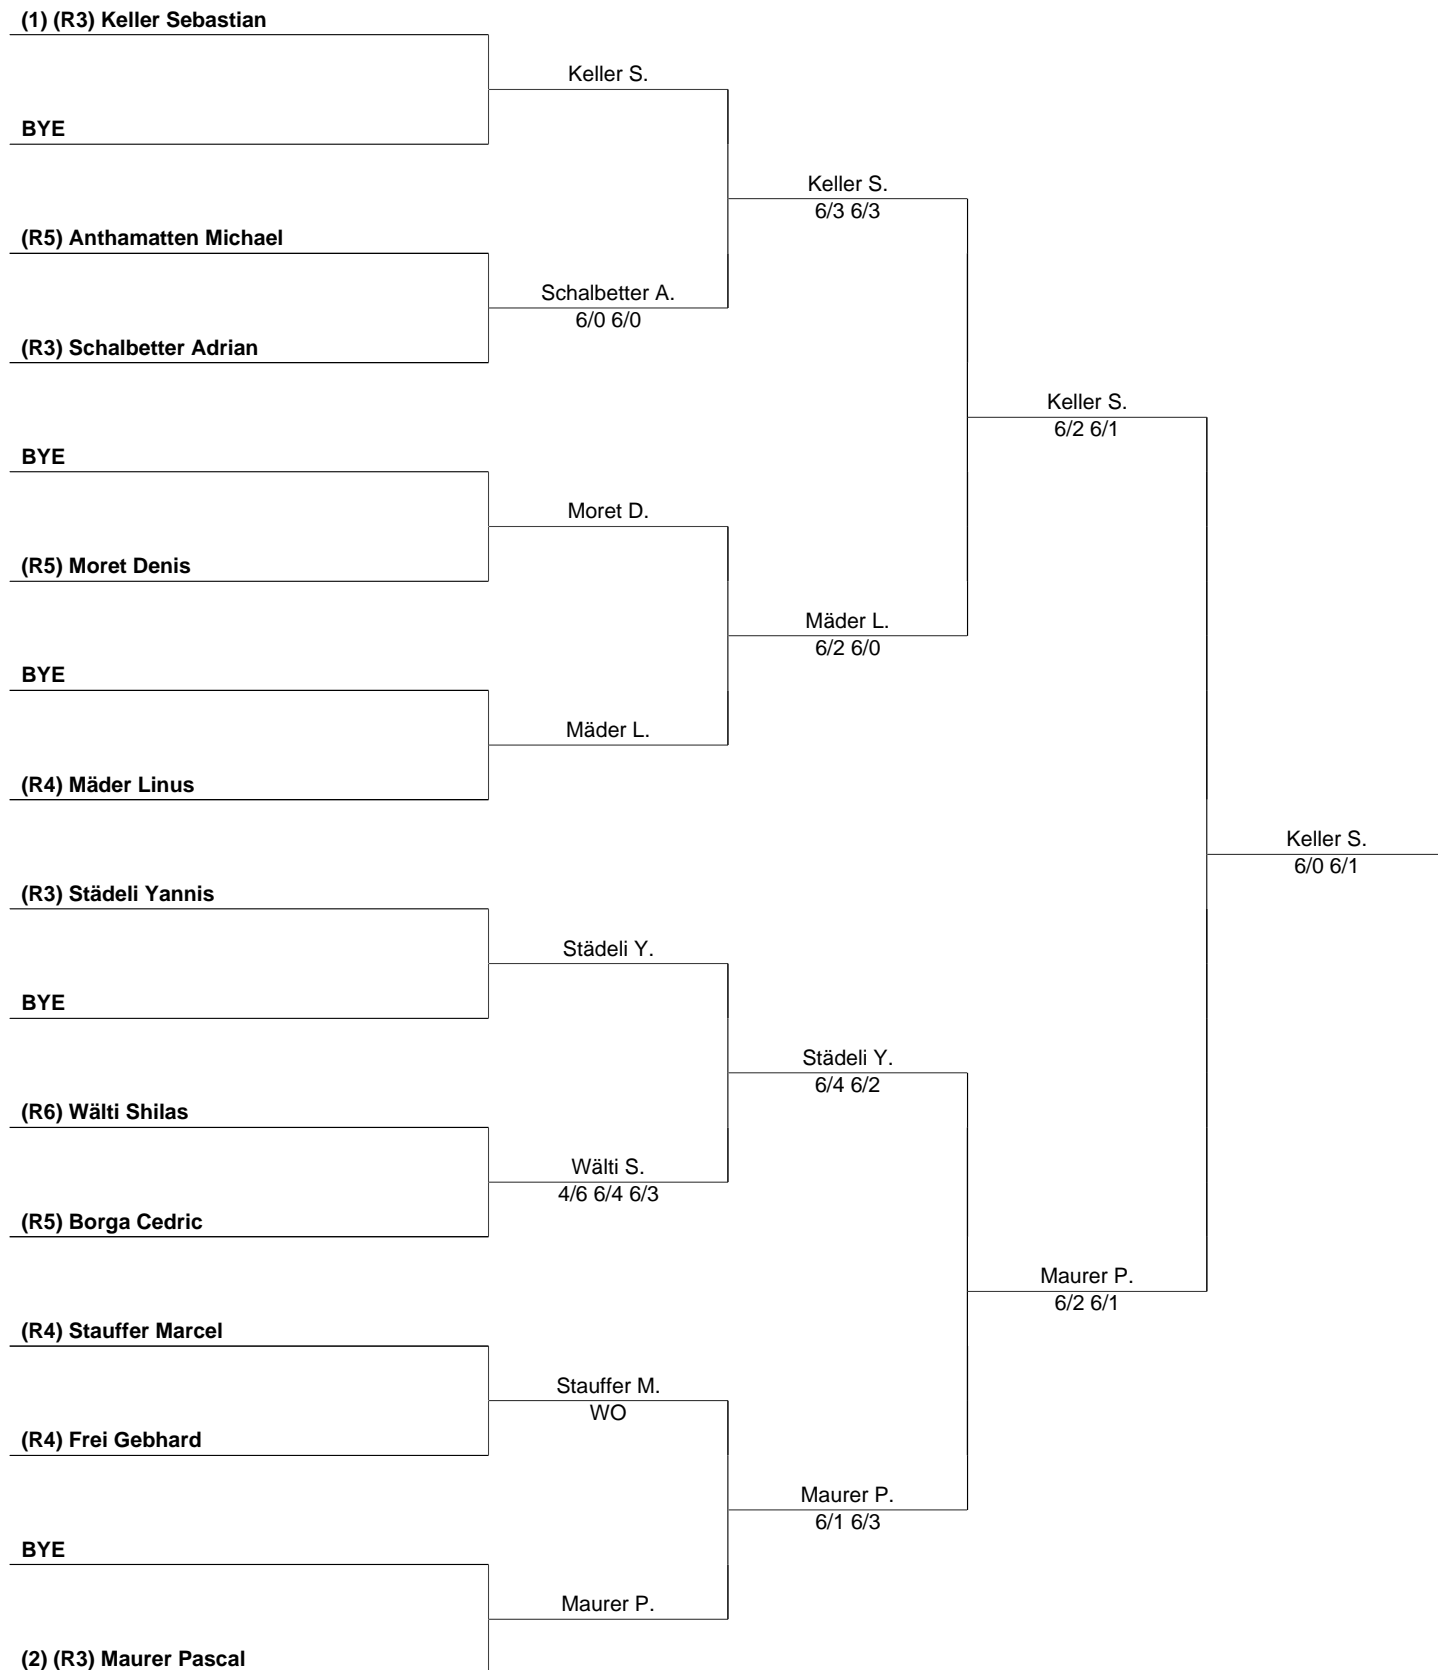 (1) (R3) Keller Sebastian
Keller S.
BYE
Keller S.
6/3 6/3
(R5) Anthamatten Michael
Schalbetter A.
6/0 6/0
(R3) Schalbetter Adrian
Keller S.
6/2 6/1
BYE
Moret D.
(R5) Moret Denis
Mäder L.
6/2 6/0
BYE
Mäder L.
(R4) Mäder Linus
Keller S.
6/0 6/1
(R3) Städeli Yannis
Städeli Y.
BYE
Städeli Y.
6/4 6/2
(R6) Wälti Shilas
Wälti S.
4/6 6/4 6/3
(R5) Borga Cedric
Maurer P.
6/2 6/1
(R4) Stauffer Marcel
Stauffer M.
WO
(R4) Frei Gebhard
Maurer P.
6/1 6/3
BYE
Maurer P.
(2) (R3) Maurer Pascal